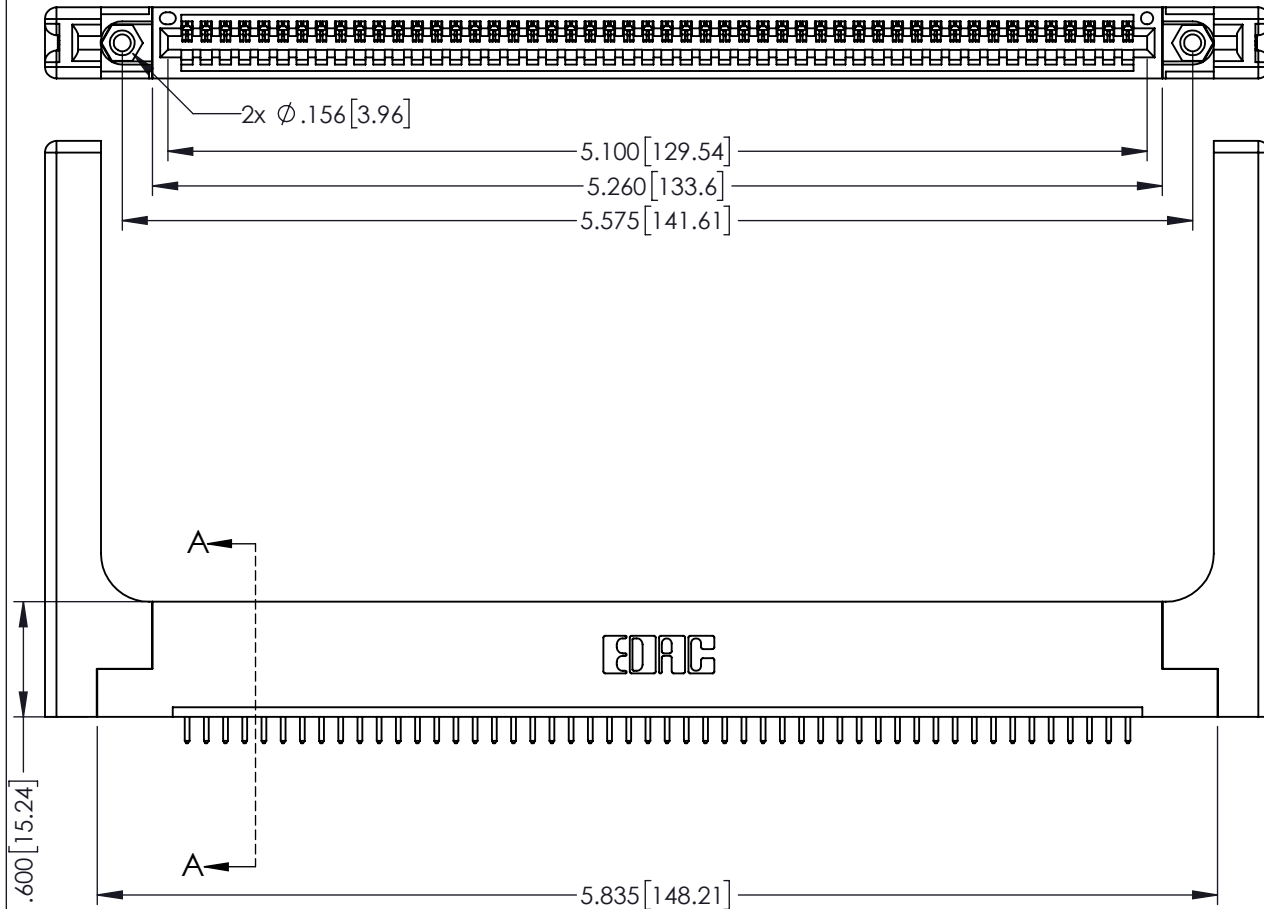 2x ∅.156[3.96]
5.100[129.54]
5.260[133.6]
5.575[141.61]
A
EDAC
A
.600[15.24]
5.835[148.21]